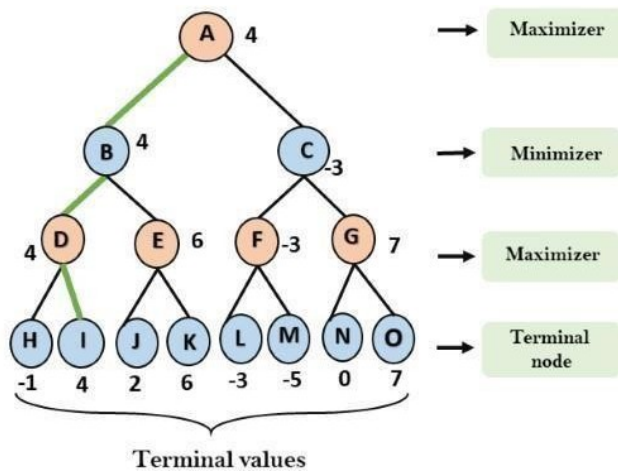 A 4 Maximizer
B 4 C -3 Minimizer
D 4 E 6 F -3 G 7 Maximizer
H I J K L M N O Terminal
node
-1 4 2 6 -3 -5 0 7
Terminal values